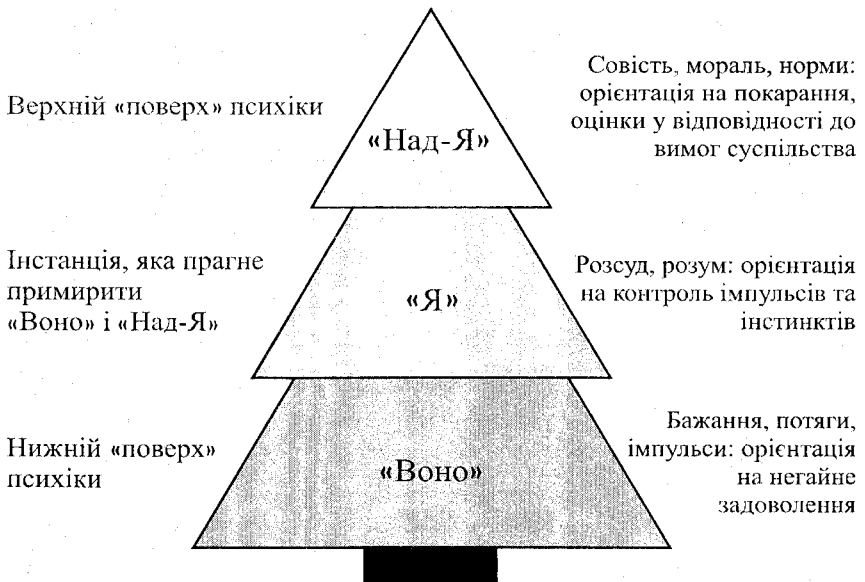 Верхній «поверх» психіки
«Над-Я»
Совість, мораль, норми:
орієнтація на покарання,
оцінки у відповідності до
вимог суспільства
Інстанція, яка прагне
примирити
«Воно» і «Над-Я»
«Я»
Розсуд, розум: орієнтація
на контроль імпульсів та
інстинктів
Нижній «поверх»
психіки
«Воно»
Бажання, потяги,
імпульси: орієнтація
на негайне
задоволення